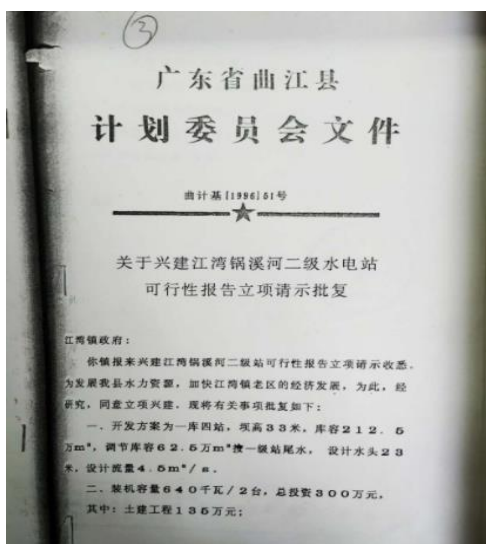 ③
广东省曲江县
计划委员会文件
曲计基[1996]51号
关于兴建江湾锅溪河二级水电站
可行性报告立项请示批复
江湾镇政府：
你镇报来兴建江湾锅溪河二级站可行性报告立项请示收悉。
为发展我县水力资源，加快江湾镇老区的经济发展，为此，经
研究，同意立项兴建。现将有关事项批复如下：
一、开发方案为一库四站，坝高33米，库容212.5
万m³，调节库容62.5万m³接一级站尾水， 设计水头23
米，设计流量4.5m³/s。
二、装机容量640千瓦/2台，总投资300万元。
其中：土建工程135万元；